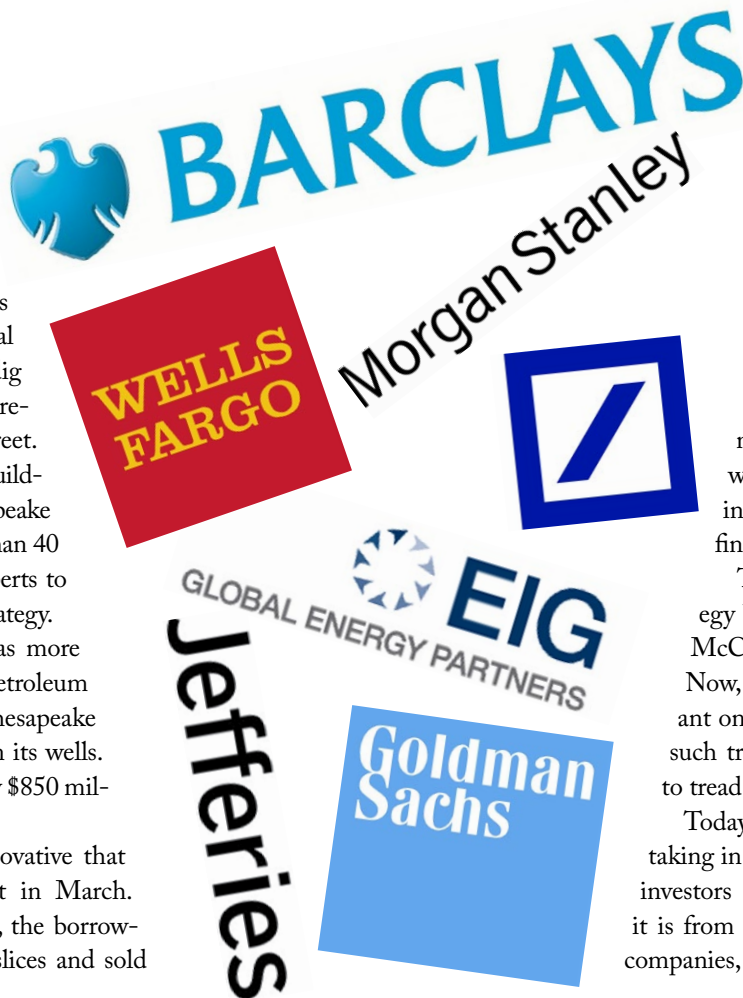 BARCLAYS
Morgan Stanley
WELLS
FARGO
EIG
GLOBAL ENERGY PARTNERS
Jefferies
Goldman
Sachs
s
al
ig
re-
reet.
uild-
peake
an 40
erts to
ategy.
as more
etroleum
hesapeake
its wells.
$850 mil-
ovative that
t in March.
, the borrow-
slices and sold
in
fin
egy
McC
Now,
ant on
such tr
to tread
Today
taking in
investors
it is from
companies,